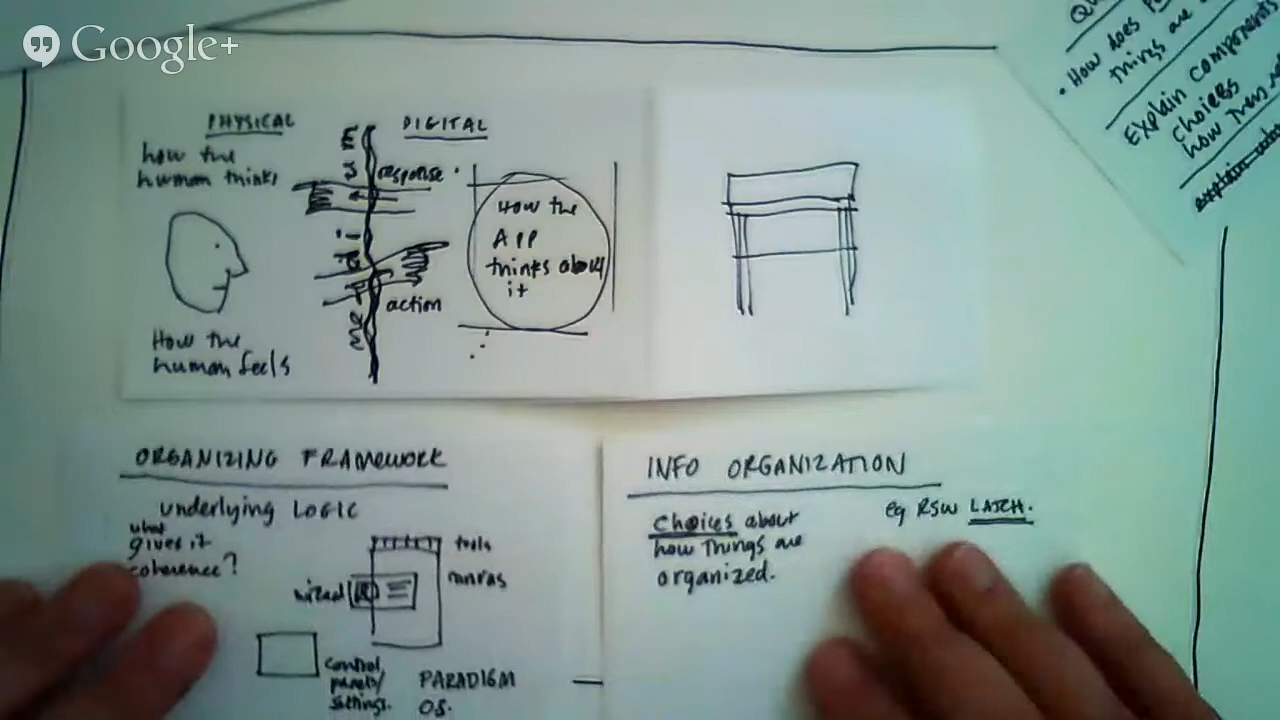 Google+
PHYSICAL
how the
human thinks
How the
human feels
DIGITAL
response
action
How the
APP
thinks about
it
How does
things are
Explain components
choices
how
ORGANIZING FRAMEWORK
underlying LOGIC
what
gives it
coherence?
tools
canvas
control
panels/
settings.
PARADIGM
OS.
INFO ORGANIZATION
choices about
how things are
organized.
eg RSW LATCH.